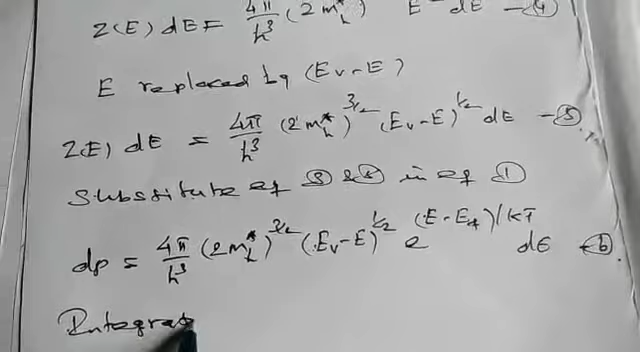 Z(E) dE = 4π/h³ (2m*h) E dE - ④
E replaced by (Ev-E)
Z(E) dE = 4π/h³ (2m*h)^3/2 (Ev-E)^1/2 dE - ⑤
Substitute eq ③ & ⑤ in eq ①
dp = 4π/h³ (2m*h)^3/2 (Ev-E)^1/2 e^(E-Ef)/kT dE - ⑥
Integrat